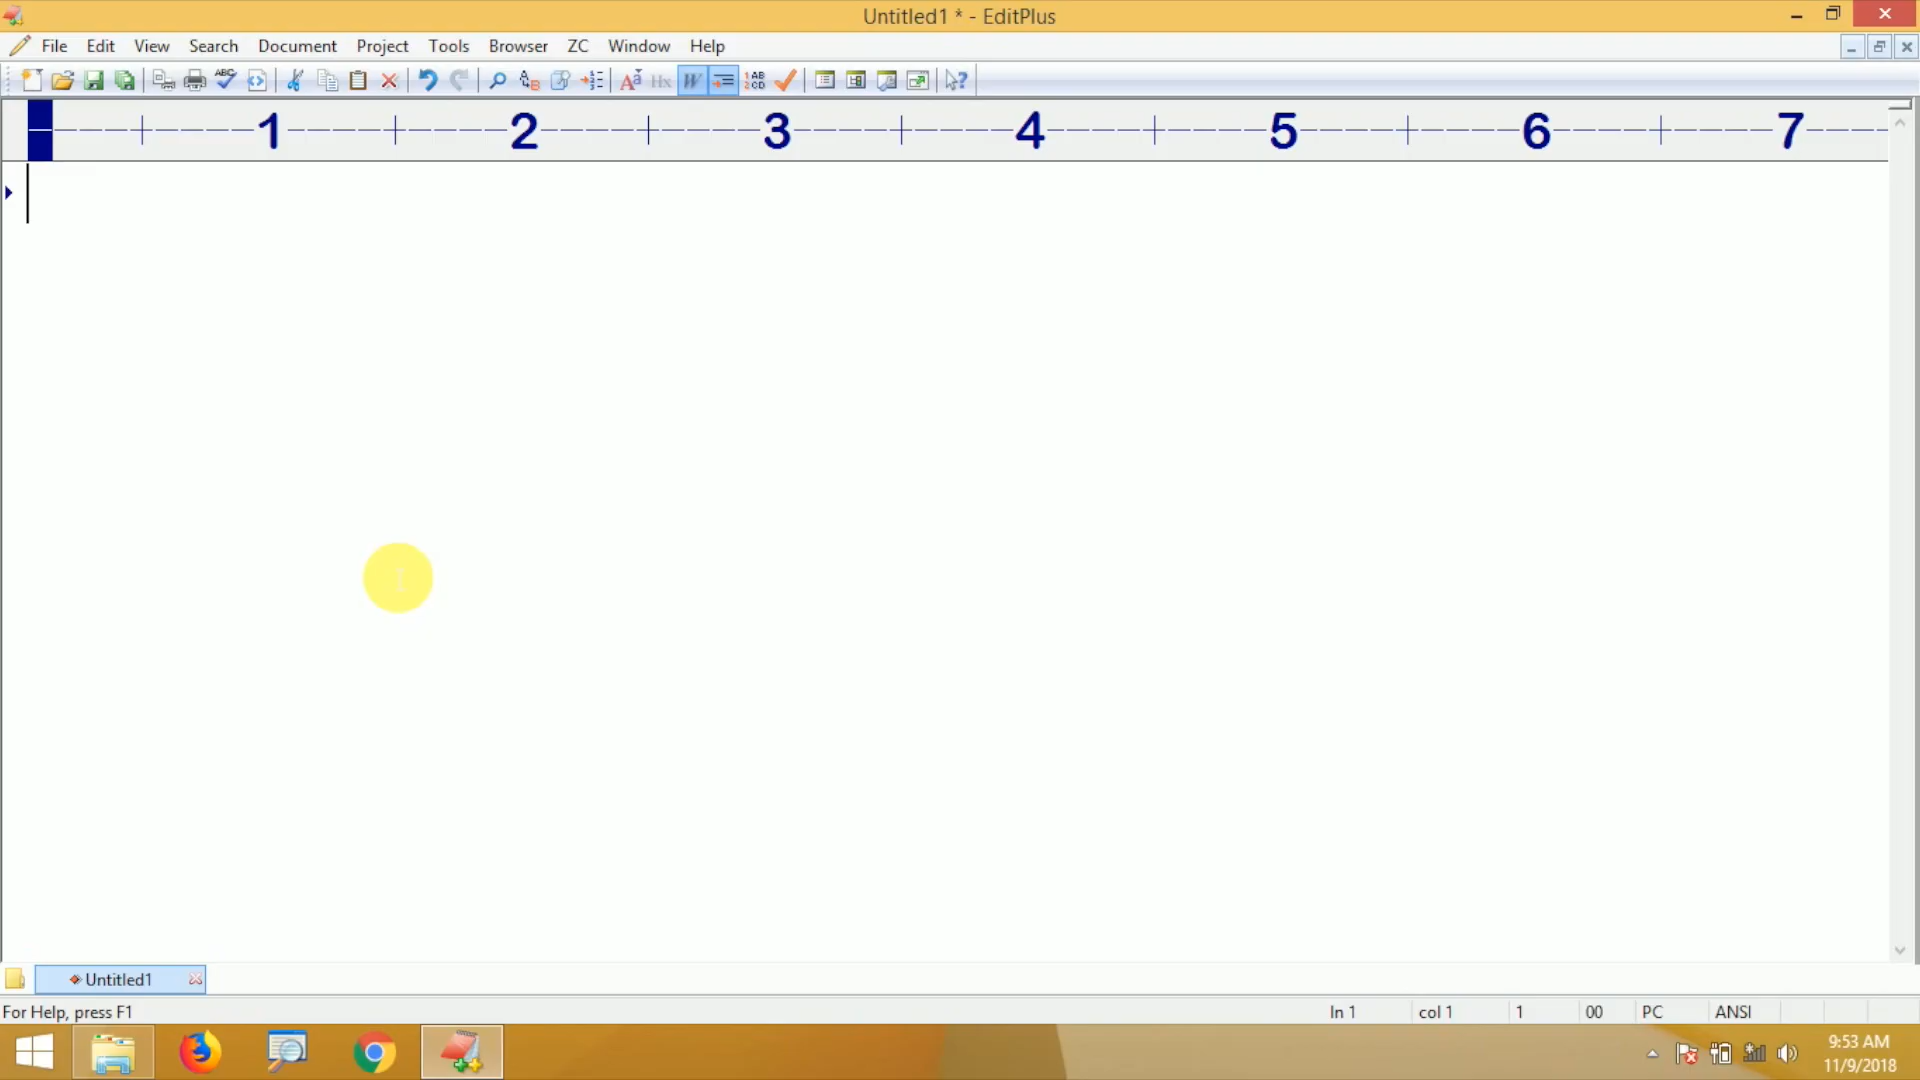 Untitled1 * - EditPlus
File Edit View Search Document Project Tools Browser ZC Window Help
1 2 3 4 5 6 7
Untitled1
For Help, press F1 ln 1 col 1 1 00 PC ANSI
9:53 AM
11/9/2018